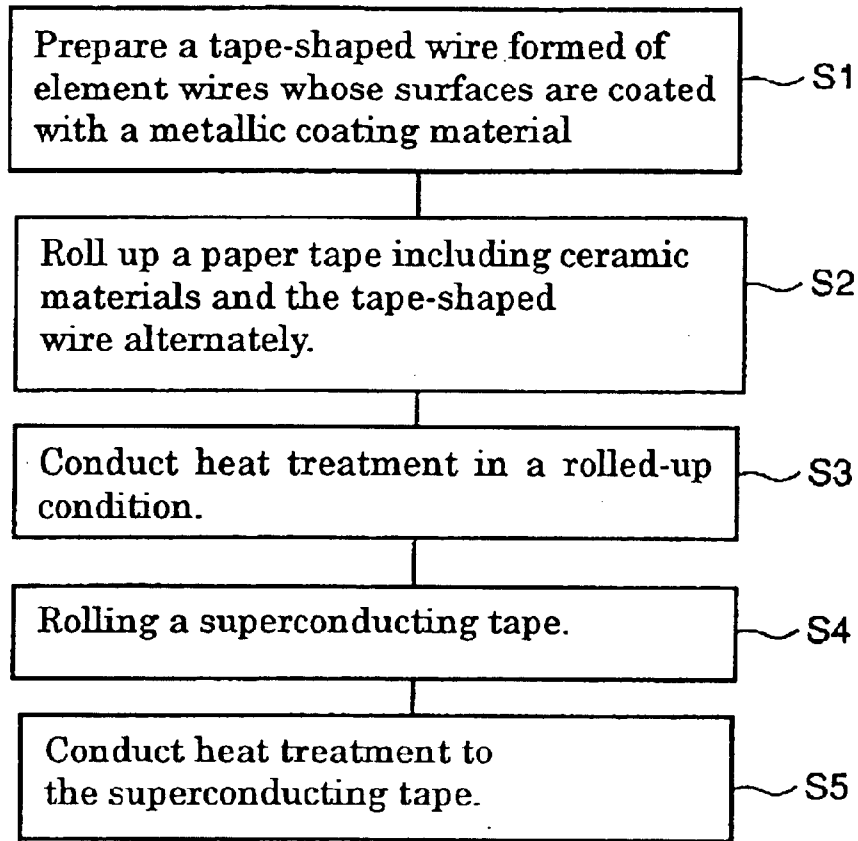 Prepare a tape-shaped wire formed of
element wires whose surfaces are coated
with a metallic coating material
S1
Roll up a paper tape including ceramic
materials and the tape-shaped
wire alternately.
S2
Conduct heat treatment in a rolled-up
condition.
S3
Rolling a superconducting tape.
S4
Conduct heat treatment to
the superconducting tape.
S5